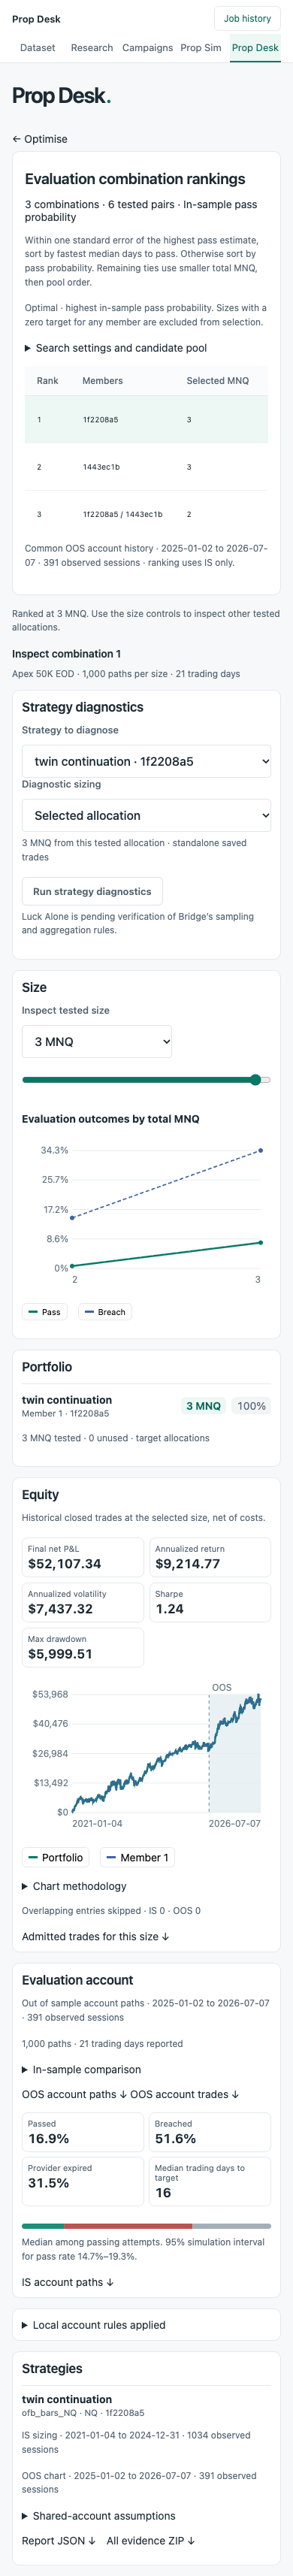 Prop Desk
Job history
Dataset Research Campaigns Prop Sim Prop Desk
Prop Desk.
← Optimise
Evaluation combination rankings
3 combinations · 6 tested pairs · In-sample pass
probability
Within one standard error of the highest pass estimate,
sort by fastest median days to pass. Otherwise sort by
pass probability. Remaining ties use smaller total MNQ,
then pool order.
Optimal · highest in-sample pass probability. Sizes with a
zero target for any member are excluded from selection.
▶ Search settings and candidate pool
Rank Members Selected MNQ
1 1f2208a5 3
2 1443ec1b 3
3 1f2208a5 / 1443ec1b 2
Common OOS account history · 2025-01-02 to 2026-07-
07 · 391 observed sessions · ranking uses IS only.
Ranked at 3 MNQ. Use the size controls to inspect other tested
allocations.
Inspect combination 1
Apex 50K EOD · 1,000 paths per size · 21 trading days
Strategy diagnostics
Strategy to diagnose
twin continuation · 1f2208a5
Diagnostic sizing
Selected allocation
3 MNQ from this tested allocation · standalone saved
trades
Run strategy diagnostics
Luck Alone is pending verification of Bridge's sampling
and aggregation rules.
Size
Inspect tested size
3 MNQ
Evaluation outcomes by total MNQ
34.3%
25.7%
17.2%
8.6%
0%
2 3
Pass Breach
Portfolio
twin continuation 3 MNQ 100%
Member 1 · 1f2208a5
3 MNQ tested · 0 unused · target allocations
Equity
Historical closed trades at the selected size, net of costs.
Final net P&L Annualized return
$52,107.34 $9,214.77
Annualized volatility Sharpe
$7,437.32 1.24
Max drawdown
$5,999.51
OOS
$53,968
$40,476
$26,984
$13,492
$0
2021-01-04 2026-07-07
Portfolio Member 1
▶ Chart methodology
Overlapping entries skipped · IS 0 · OOS 0
Admitted trades for this size ↓
Evaluation account
Out of sample account paths · 2025-01-02 to 2026-07-07
· 391 observed sessions
1,000 paths · 21 trading days reported
▶ In-sample comparison
OOS account paths ↓ OOS account trades ↓
Passed Breached
16.9% 51.6%
Provider expired Median trading days to
target
31.5% 16
Median among passing attempts. 95% simulation interval
for pass rate 14.7%–19.3%.
IS account paths ↓
▶ Local account rules applied
Strategies
twin continuation
ofb_bars_NQ · NQ · 1f2208a5
IS sizing · 2021-01-04 to 2024-12-31 · 1034 observed
sessions
OOS chart · 2025-01-02 to 2026-07-07 · 391 observed
sessions
▶ Shared-account assumptions
Report JSON ↓ All evidence ZIP ↓